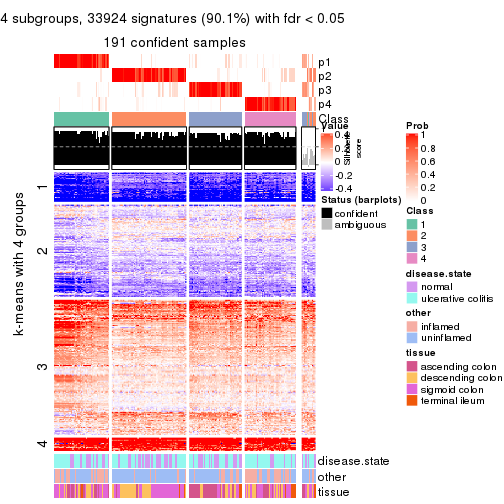 4 subgroups, 33924 signatures (90.1%) with fdr < 0.05
191 confident samples
p1
p2
p3
p4
Class
Silhouette
score
1
2
3
4
k-means with 4 groups
Value
0.4
0.2
0
-0.2
-0.4
Status (barplots)
confident
ambiguous
Prob
1
0.8
0.6
0.4
0.2
0
Class
1
2
3
4
disease.state
normal
ulcerative colitis
other
inflamed
uninflamed
tissue
ascending colon
descending colon
sigmoid colon
terminal ileum
disease.state
other
tissue